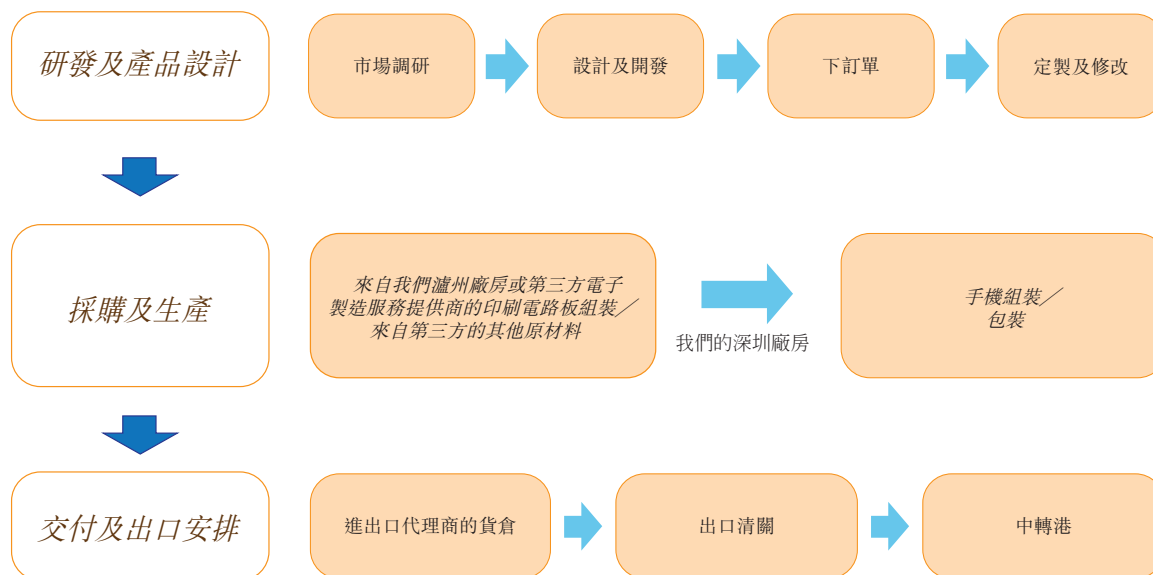 研發及產品設計
市場調研
設計及開發
下訂單
定製及修改
採購及生產
來自我們瀘州廠房或第三方電子
製造服務提供商的印刷電路板組裝╱
來自第三方的其他原材料
我們的深圳廠房
手機組裝╱
包裝
交付及出口安排
進出口代理商的貨倉
出口清關
中轉港